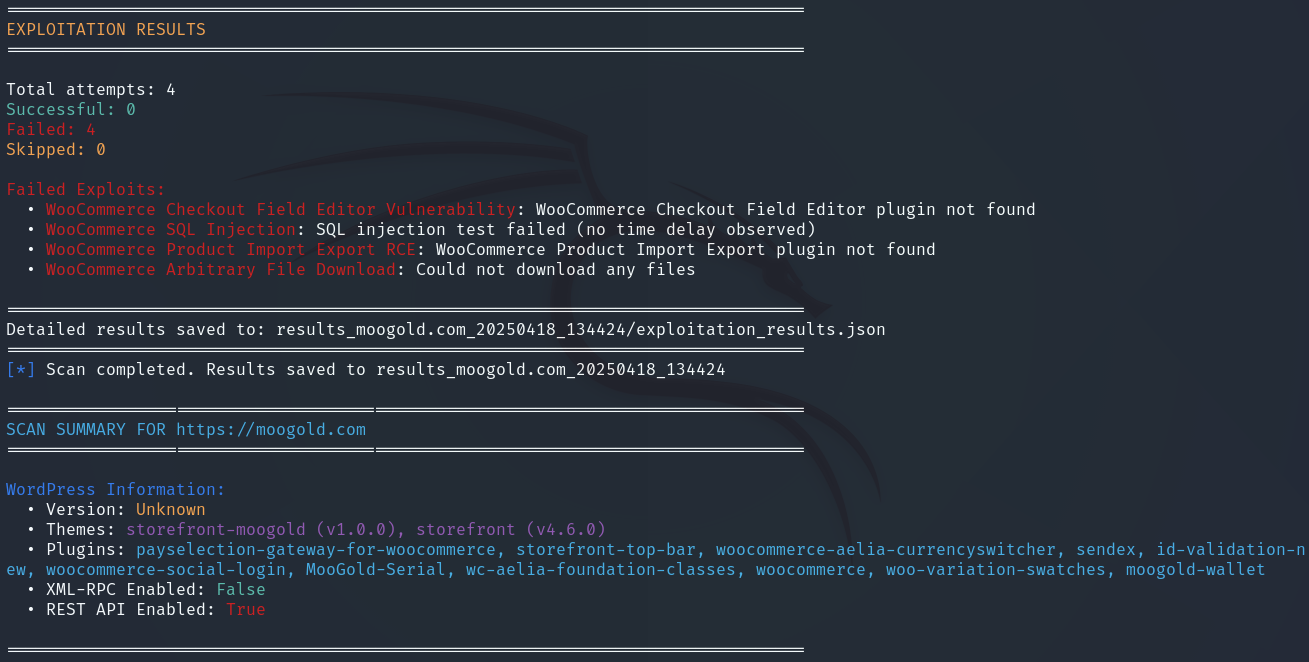 EXPLOITATION RESULTS
Total attempts: 4
Successful: 0
Failed: 4
Skipped: 0
Failed Exploits:
• WooCommerce Checkout Field Editor Vulnerability: WooCommerce Checkout Field Editor plugin not found
• WooCommerce SQL Injection: SQL injection test failed (no time delay observed)
• WooCommerce Product Import Export RCE: WooCommerce Product Import Export plugin not found
• WooCommerce Arbitrary File Download: Could not download any files
Detailed results saved to: results_moogold.com_20250418_134424/exploitation_results.json
[*] Scan completed. Results saved to results_moogold.com_20250418_134424
SCAN SUMMARY FOR https://moogold.com
WordPress Information:
• Version: Unknown
• Themes: storefront-moogold (v1.0.0), storefront (v4.6.0)
• Plugins: payselection-gateway-for-woocommerce, storefront-top-bar, woocommerce-aelia-currencyswitcher, sendex, id-validation-n
ew, woocommerce-social-login, MooGold-Serial, wc-aelia-foundation-classes, woocommerce, woo-variation-swatches, moogold-wallet
• XML-RPC Enabled: False
• REST API Enabled: True